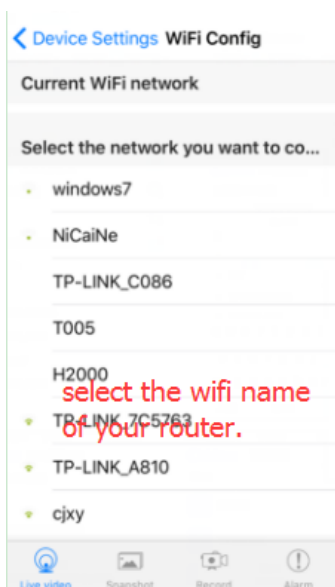 Device Settings WiFi Config
Current WiFi network
Select the network you want to co...
windows7
NiCaiNe
TP-LINK_C086
T005
H2000
select the wifi name
TP-LINK_7C5763
of your router.
TP-LINK_A810
cjxy
Live video Snapshot Record Alarm